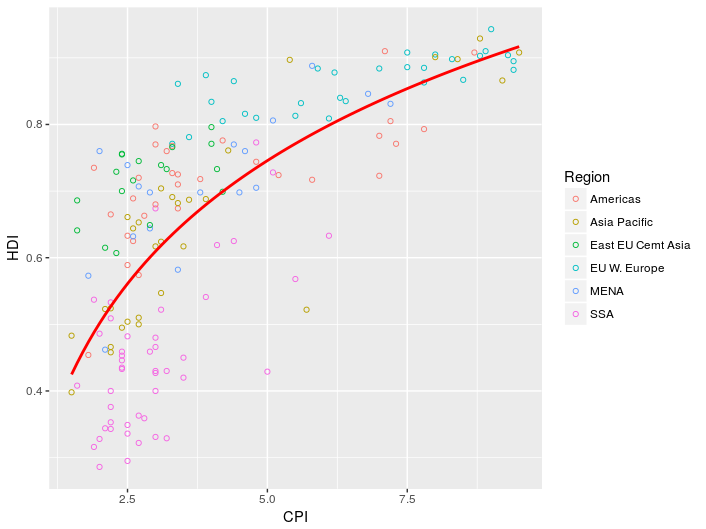 HDI
0.8
0.6
0.4
2.5
5.0
7.5
CPI
Region
Americas
Asia Pacific
East EU Cemt Asia
EU W. Europe
MENA
SSA